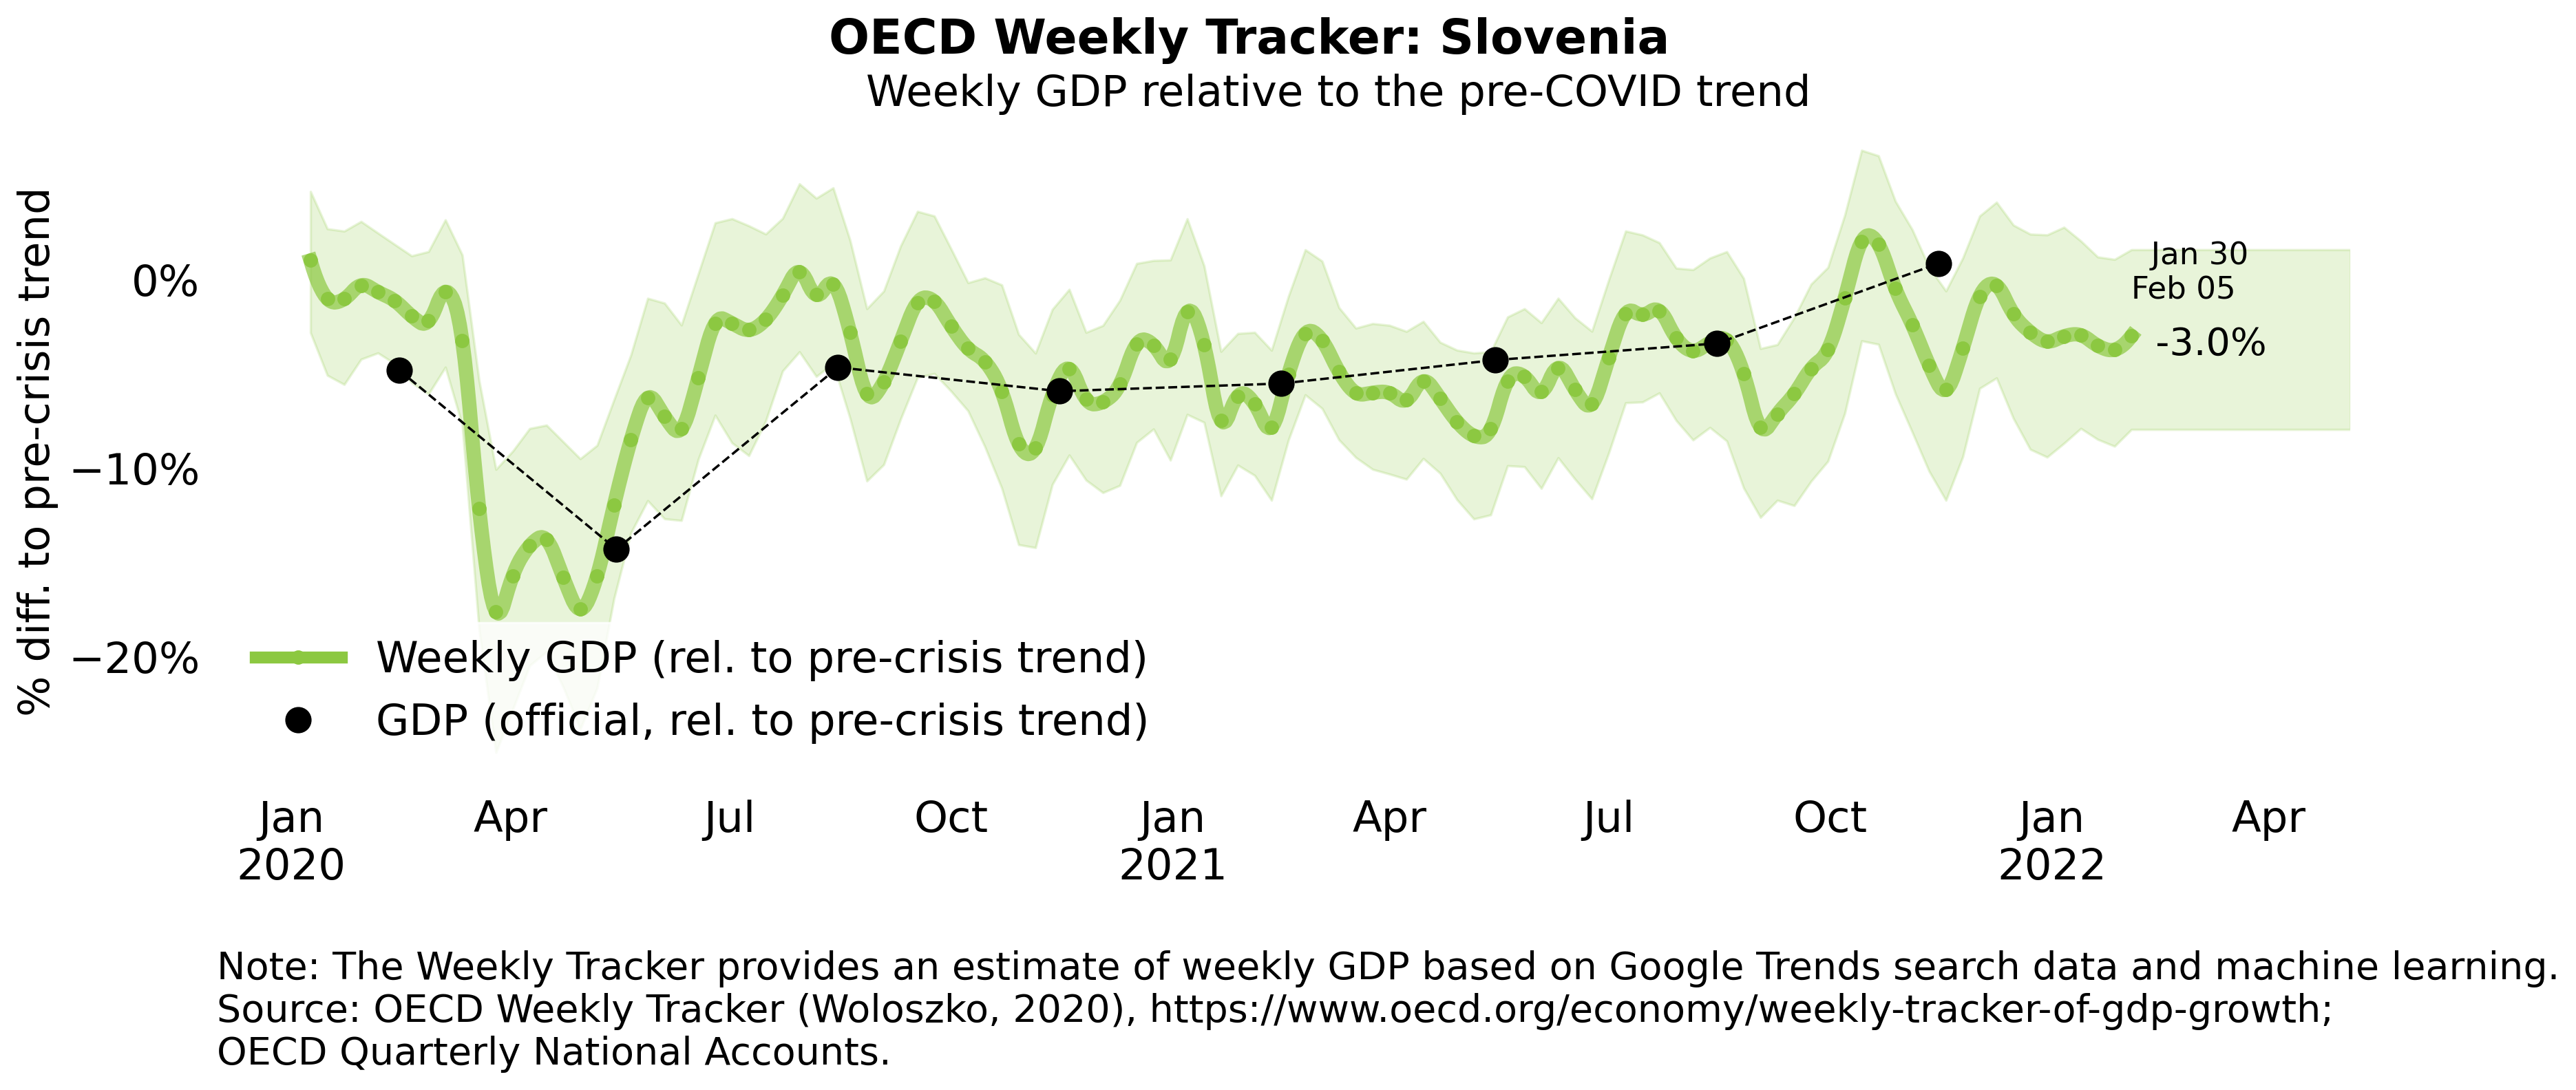 OECD Weekly Tracker: Slovenia
Weekly GDP relative to the pre-COVID trend
% diff. to pre-crisis trend
0%
−10%
−20%
Jan 30
Feb 05
-3.0%
Weekly GDP (rel. to pre-crisis trend)
GDP (official, rel. to pre-crisis trend)
Jan Apr Jul Oct Jan Apr Jul Oct Jan Apr
2020 2021 2022
Note: The Weekly Tracker provides an estimate of weekly GDP based on Google Trends search data and machine learning.
Source: OECD Weekly Tracker (Woloszko, 2020), https://www.oecd.org/economy/weekly-tracker-of-gdp-growth;
OECD Quarterly National Accounts.